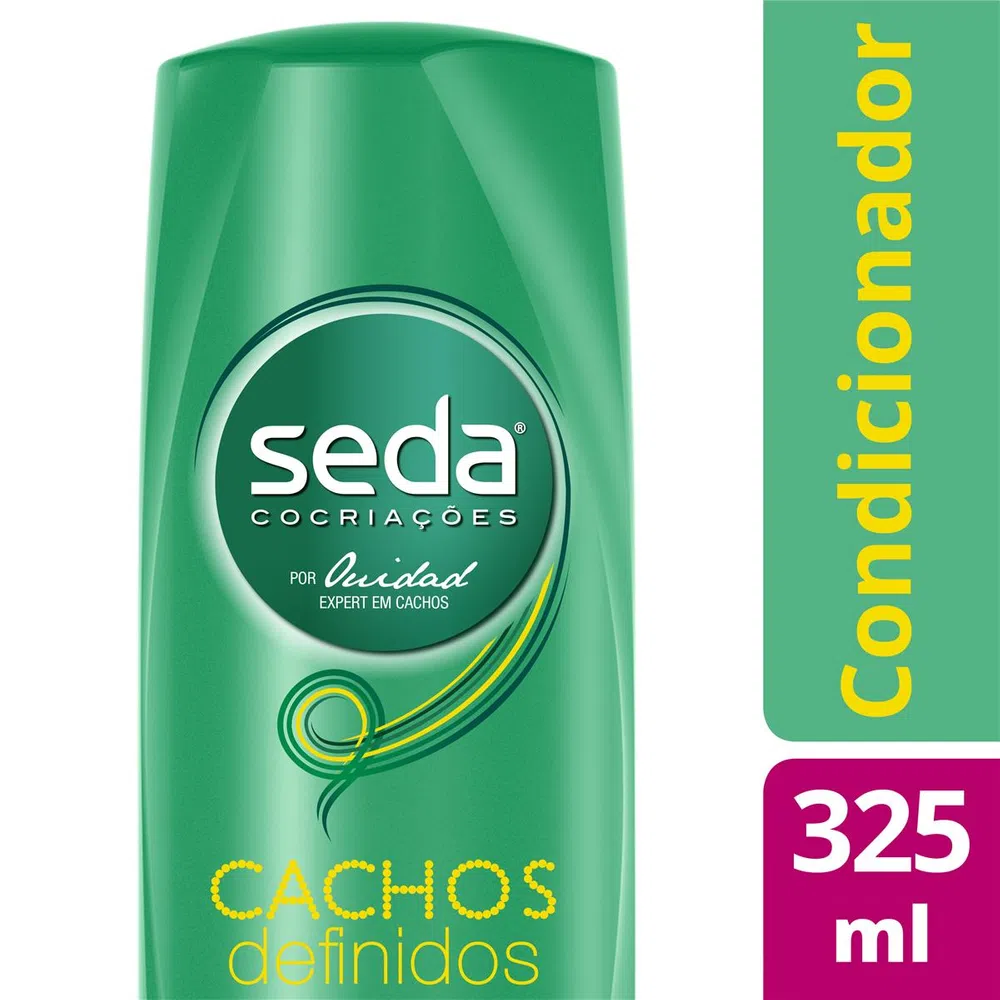 seda®
COCRIAÇÕES
POR Ouidad
EXPERT EM CACHOS
CACHOS
definidos
Condicionador
325
ml